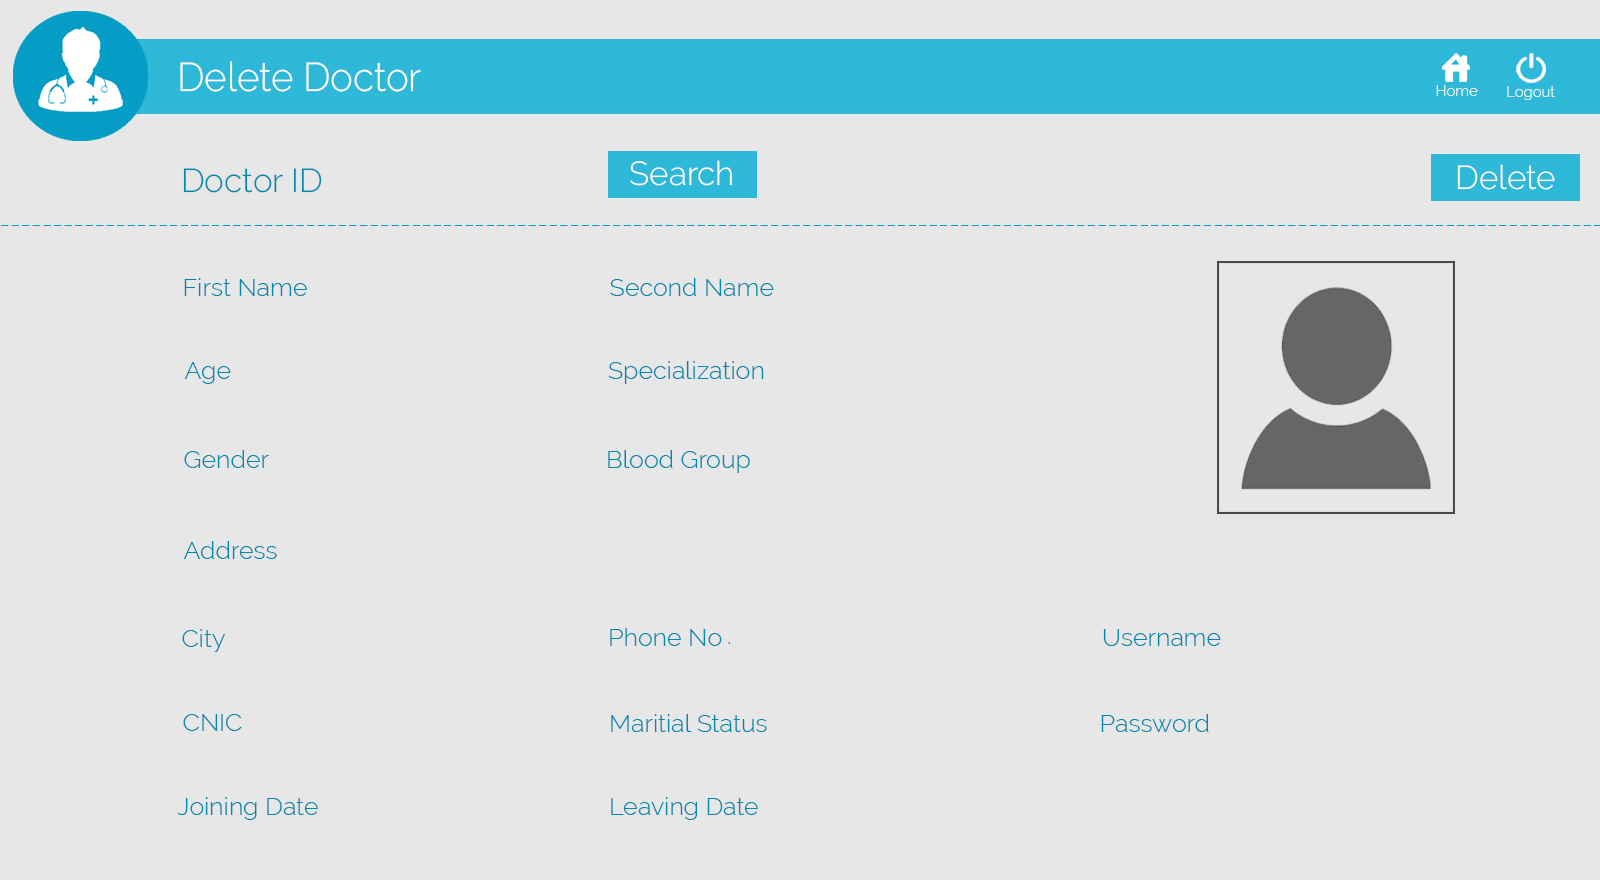 Delete Doctor
Home
Logout
Doctor ID
Search
Delete
First Name
Second Name
Age
Specialization
Gender
Blood Group
Address
City
Phone No .
Username
CNIC
Maritial Status
Password
Joining Date
Leaving Date